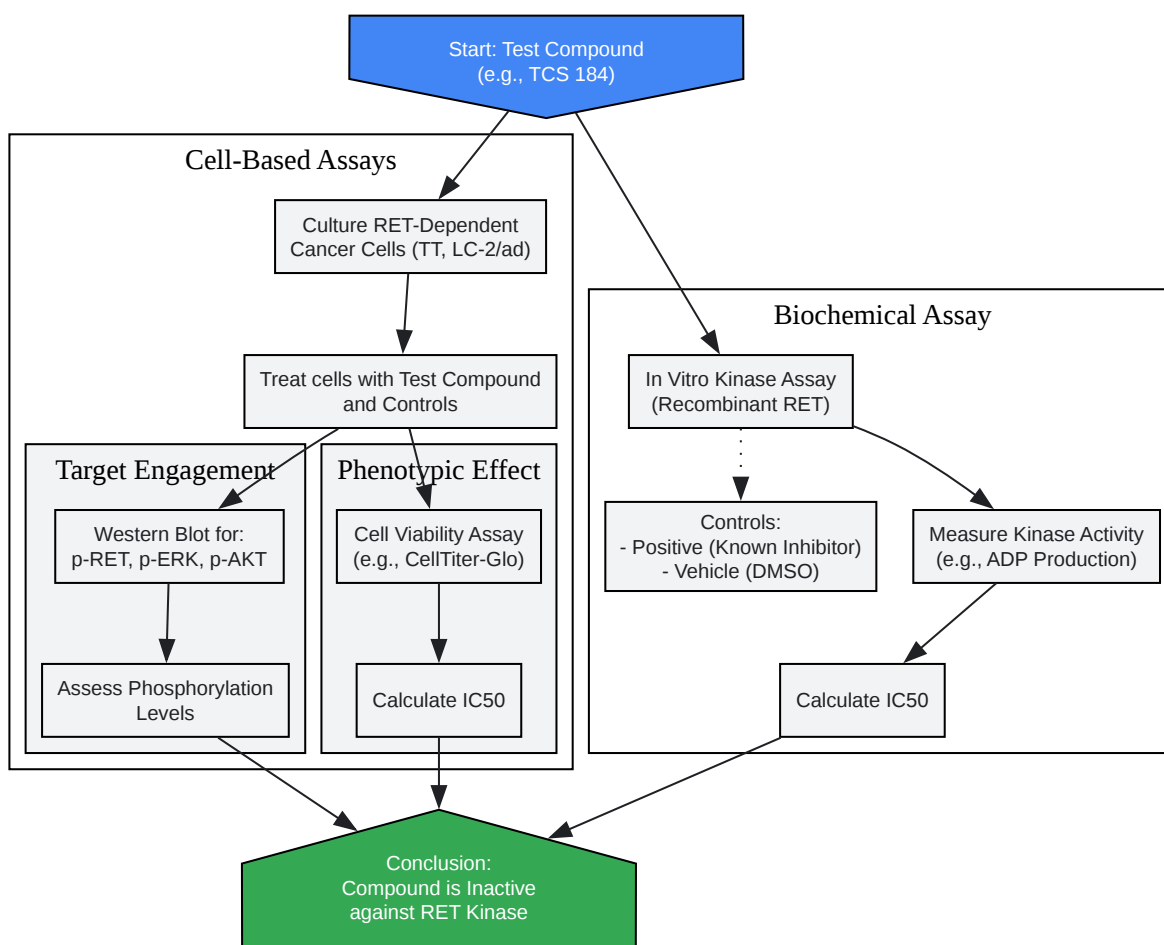 Start: Test Compound
(e.g., TCS 184)
Cell-Based Assays
Culture RET-Dependent
Cancer Cells (TT, LC-2/ad)
Treat cells with Test Compound
and Controls
Target Engagement
Western Blot for:
p-RET, p-ERK, p-AKT
Assess Phosphorylation
Levels
Phenotypic Effect
Cell Viability Assay
(e.g., CellTiter-Glo)
Calculate IC50
Biochemical Assay
In Vitro Kinase Assay
(Recombinant RET)
Controls:
- Positive (Known Inhibitor)
- Vehicle (DMSO)
Measure Kinase Activity
(e.g., ADP Production)
Calculate IC50
Conclusion:
Compound is Inactive
against RET Kinase